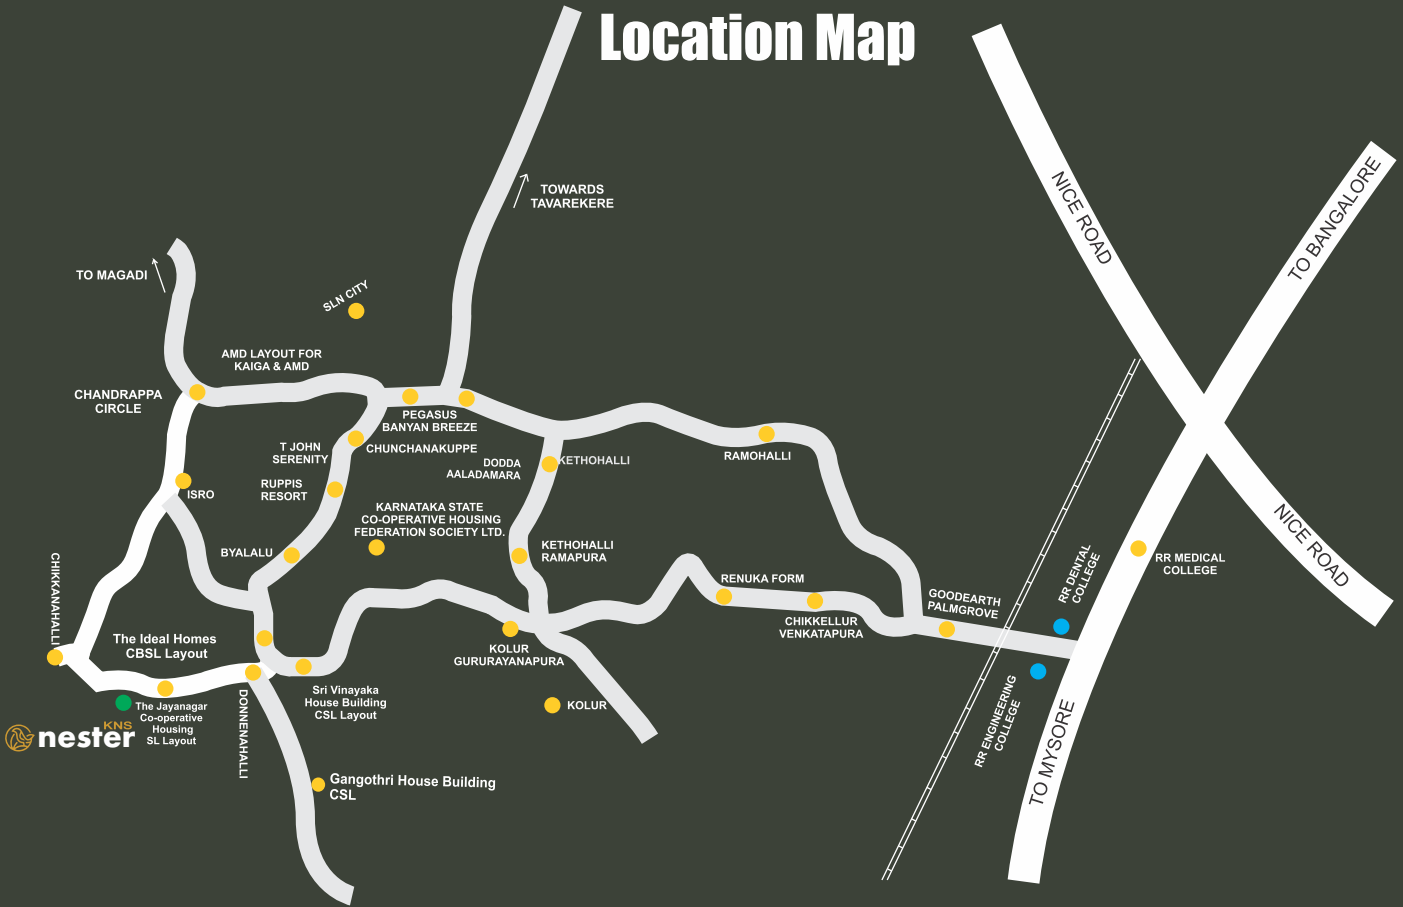 Location Map
NICE ROAD
TO BANGALORE
TOWARDS
TAVAREKERE
TO MAGADI
SLN CITY
AMD LAYOUT FOR
KAIGA & AMD
CHANDRAPPA
CIRCLE
PEGASUS
BANYAN BREEZE
T JOHN
SERENITY
CHUNCHANAKUPPE
DODDA
AALADAMARA
KETHOHALLI
RAMOHALLI
RUPPIS
RESORT
ISRO
KARNATAKA STATE
CO-OPERATIVE HOUSING
FEDERATION SOCIETY LTD.
NICE ROAD
BYALALU
KETHOHALLI
RAMAPURA
RR MEDICAL
COLLEGE
RR DENTAL
COLLEGE
CHIKKANAHALLI
RENUKA FORM
GOODEARTH
PALMGROVE
CHIKKELLUR
VENKATAPURA
The Ideal Homes
CBSL Layout
KOLUR
GURURAYANAPURA
Sri Vinayaka
House Building
CSL Layout
KOLUR
RR ENGINEERING
COLLEGE
TO MYSORE
The Jayanagar
Co-operative
Housing
SL Layout
KNS
nester
DONNENAHALLI
Gangothri House Building
CSL